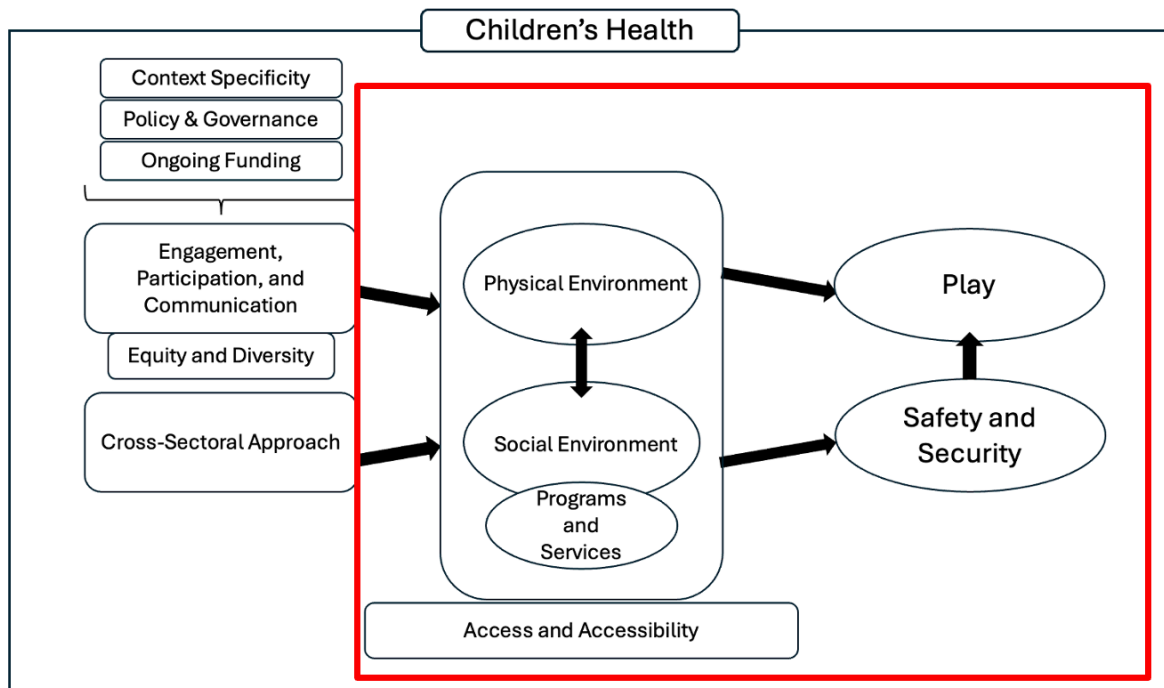 Children's Health
Context Specificity
Policy & Governance
Ongoing Funding
Engagement,
Participation, and
Communication
Equity and Diversity
Cross-Sectoral Approach
Physical Environment
Social Environment
Programs
and
Services
Access and Accessibility
Play
Safety and
Security